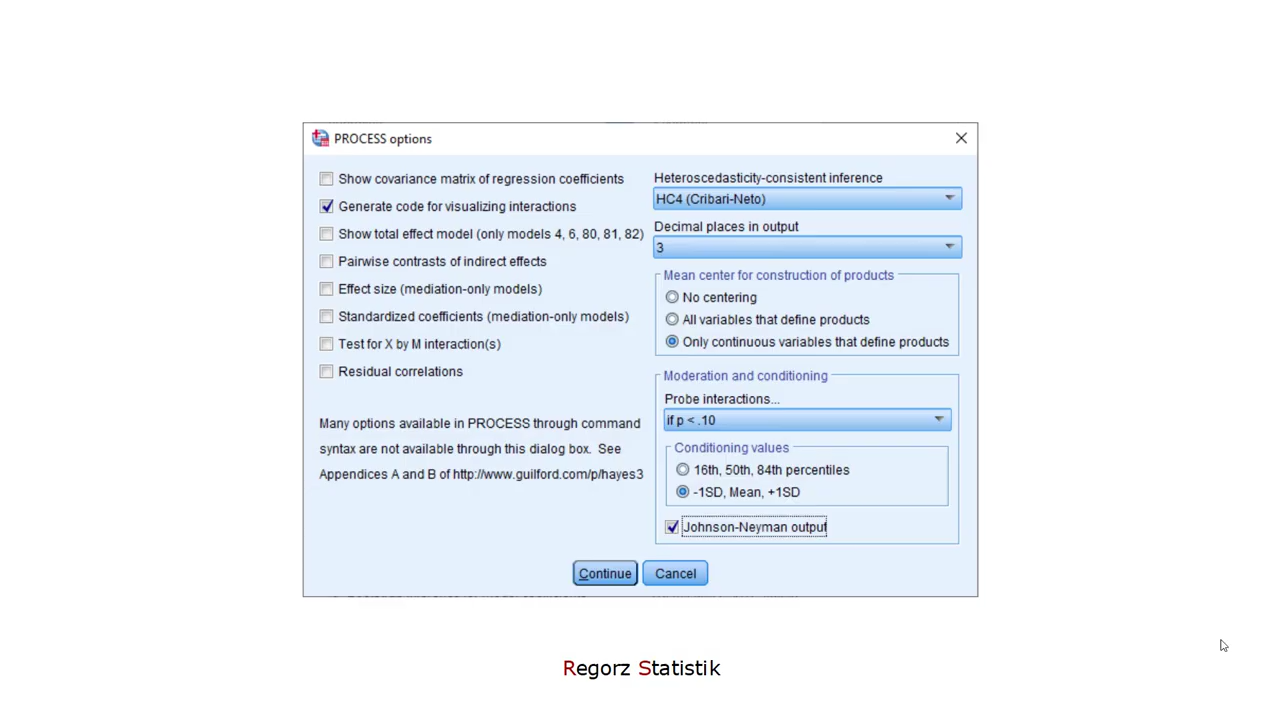 PROCESS options
Show covariance matrix of regression coefficients
Generate code for visualizing interactions
Show total effect model (only models 4, 6, 80, 81, 82)
Pairwise contrasts of indirect effects
Effect size (mediation-only models)
Standardized coefficients (mediation-only models)
Test for X by M interaction(s)
Residual correlations
Many options available in PROCESS through command
syntax are not available through this dialog box. See
Appendices A and B of http://www.guilford.com/p/hayes3
Heteroscedasticity-consistent inference
HC4 (Cribari-Neto)
Decimal places in output
3
Mean center for construction of products
No centering
All variables that define products
Only continuous variables that define products
Moderation and conditioning
Probe interactions...
if p < .10
Conditioning values
16th, 50th, 84th percentiles
-1SD, Mean, +1SD
Johnson-Neyman output
Continue
Cancel
Regorz Statistik